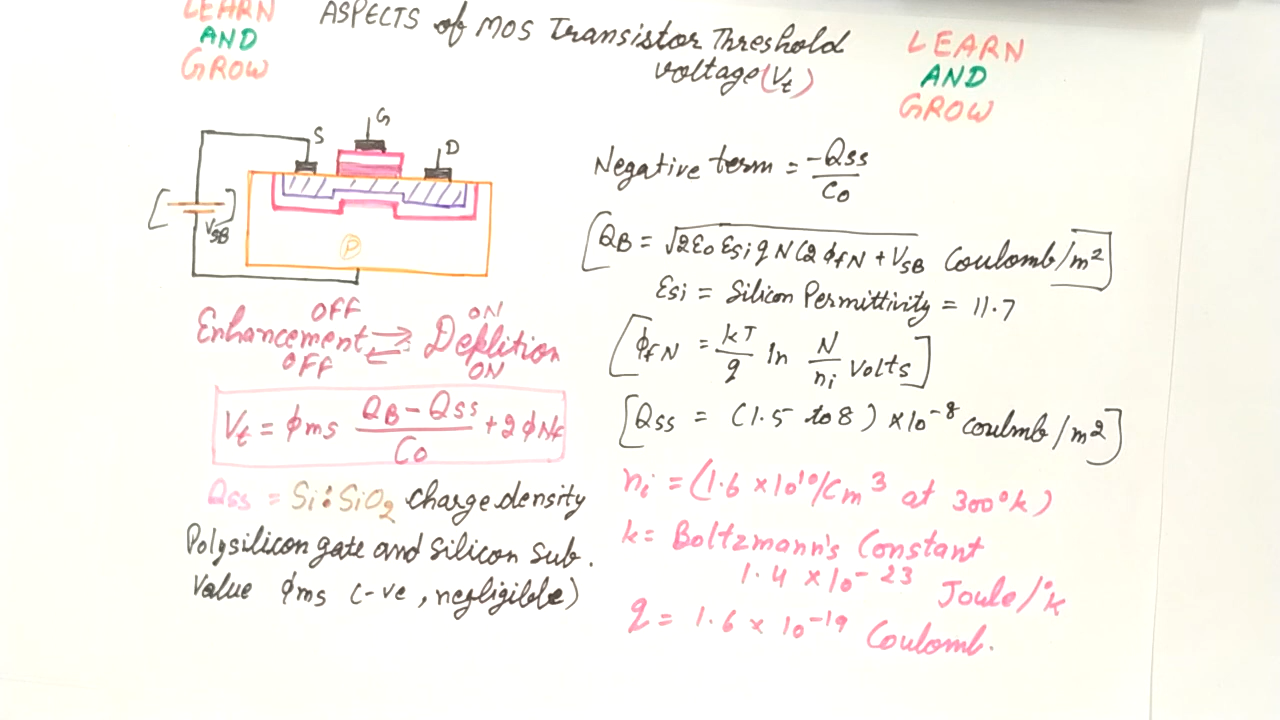 LEARN
AND
GROW
ASPECTS of MOS Transistor Threshold
voltage (Vt)
LEARN
AND
GROW
S
G
D
VSB
P
OFF
ON
Enhancement ⇄ Deplition
OFF
ON
Vt = ϕms QB-Qss/Co + 2ϕNf
Qss = Si:SiO2 charge density
Polysilicon gate and silicon sub.
Value ϕms (-ve, negligible)
Negative term = -Qss/Co
[QB = √2ε0 εsi q N(2ϕfN + VSB Coulomb/m²]
εsi = Silicon Permittivity = 11.7
[ϕfN = kT/q ln N/ni Volts]
[Qss = (1.5 to 8) × 10⁻⁸ coulmb/m²]
ni = (1.6 × 10¹⁰/cm³ at 300°k)
k = Boltzmann's Constant
1.4 × 10⁻²³ Joule/°k
q = 1.6 × 10⁻¹⁹ Coulomb.